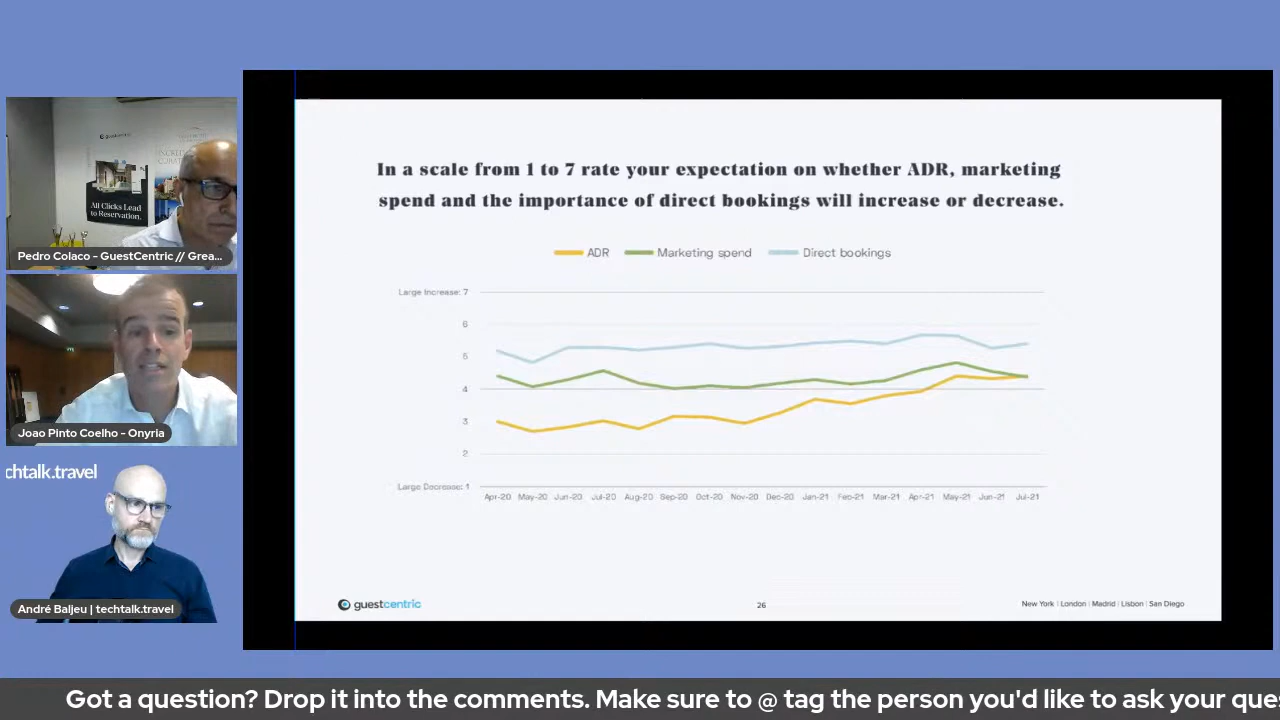 guestcentric
All Clicks Lead
to Reservation.
Pedro Colaco - GuestCentric // Grea...
Joao Pinto Coelho - Onyria
chtalk.travel
André Baljeu | techtalk.travel
In a scale from 1 to 7 rate your expectation on whether ADR, marketing
spend and the importance of direct bookings will increase or decrease.
ADR Marketing spend Direct bookings
Large Increase: 7
6
5
4
3
2
Large Decrease: 1
Apr-20 May-20 Jun-20 Jul-20 Aug-20 Sep-20 Oct-20 Nov-20 Dec-20 Jan-21 Feb-21 Mar-21 Apr-21 May-21 Jun-21 Jul-21
guestcentric 26 New York | London | Madrid | Lisbon | San Diego
Got a question? Drop it into the comments. Make sure to @ tag the person you'd like to ask your ques